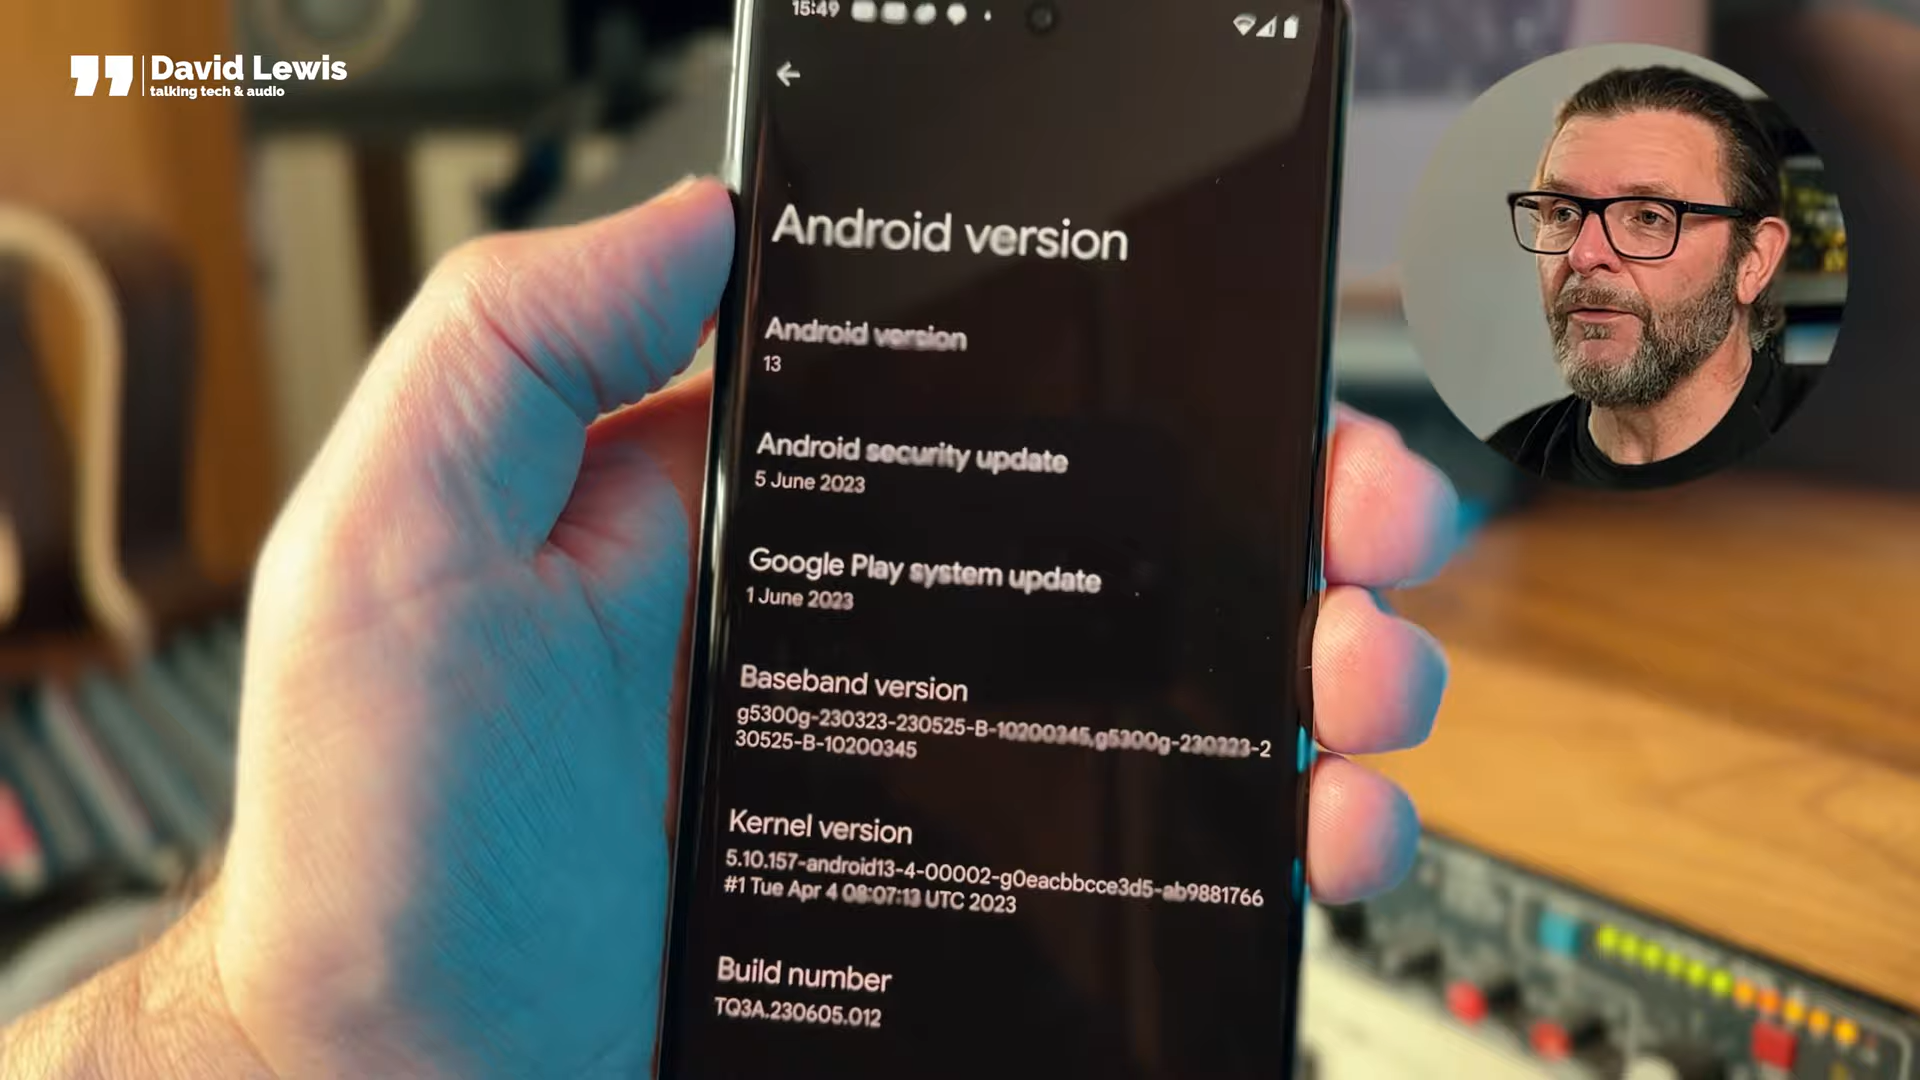 David Lewis
talking tech & audio
15:49
Android version
Android version
13
Android security update
5 June 2023
Google Play system update
1 June 2023
Baseband version
g5300g-230323-230525-B-10200345,g5300g-230323-2
30525-B-10200345
Kernel version
5.10.157-android13-4-00002-g0eacbbcce3d5-ab9881766
#1 Tue Apr 4 08:07:13 UTC 2023
Build number
TQ3A.230605.012